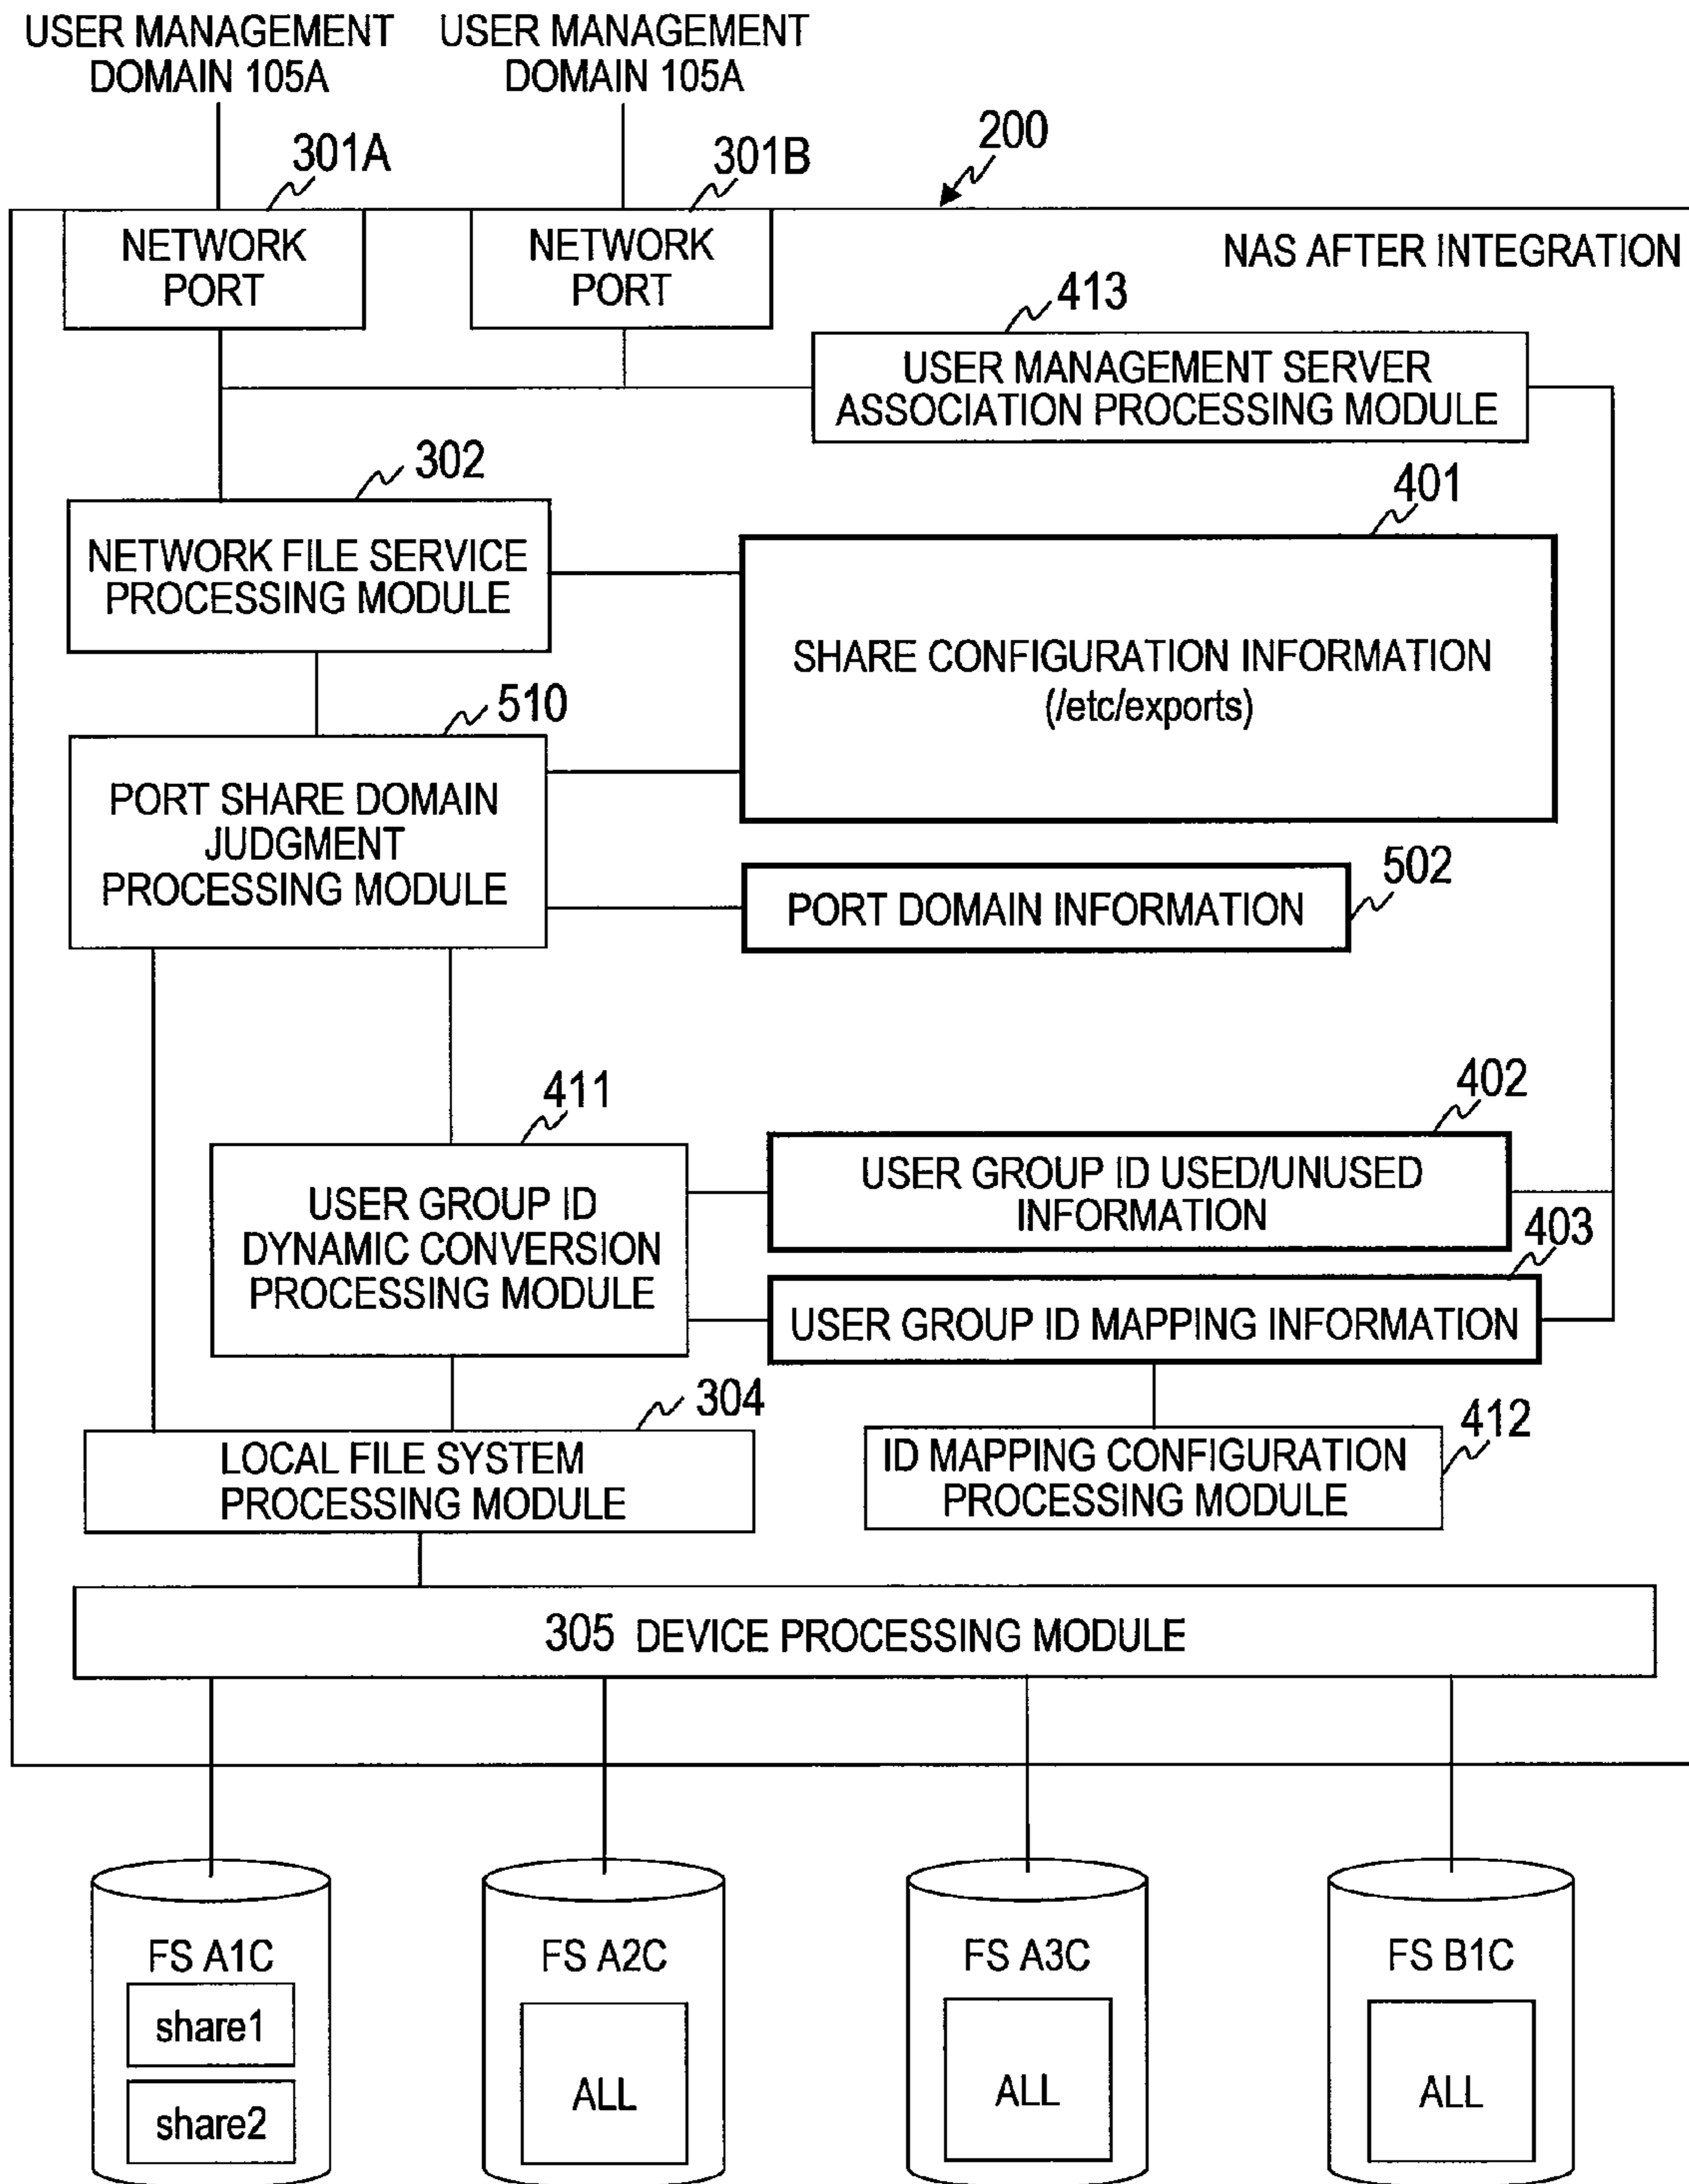 USER MANAGEMENT
DOMAIN 105A
USER MANAGEMENT
DOMAIN 105A
301A
301B
200
NETWORK
PORT
NETWORK
PORT
NAS AFTER INTEGRATION
413
USER MANAGEMENT SERVER
ASSOCIATION PROCESSING MODULE
302
401
NETWORK FILE SERVICE
PROCESSING MODULE
SHARE CONFIGURATION INFORMATION
(/etc/exports)
510
PORT SHARE DOMAIN
JUDGMENT
PROCESSING MODULE
502
PORT DOMAIN INFORMATION
411
402
USER GROUP ID
DYNAMIC CONVERSION
PROCESSING MODULE
USER GROUP ID USED/UNUSED
INFORMATION
403
USER GROUP ID MAPPING INFORMATION
304
412
LOCAL FILE SYSTEM
PROCESSING MODULE
ID MAPPING CONFIGURATION
PROCESSING MODULE
305 DEVICE PROCESSING MODULE
FS A1C
share1
share2
FS A2C
ALL
FS A3C
ALL
FS B1C
ALL